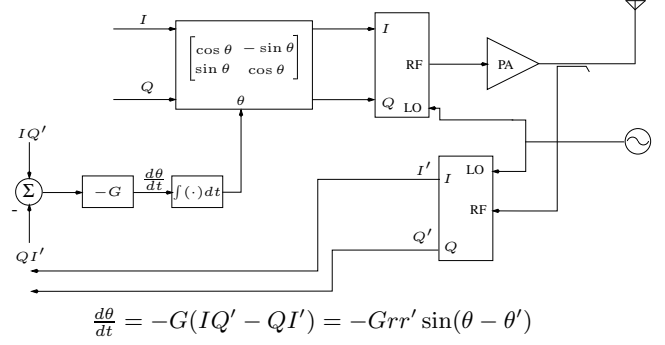 I
I
[cos θ − sin θ
sin θ cos θ]
RF
PA
Q
θ
Q
LO
IQ′
dθ/dt
I′
I
LO
Σ
−G
∫(·)dt
RF
-
Q′
Q
QI′
dθ/dt = −G(IQ′ − QI′) = −Grr′ sin(θ − θ′)